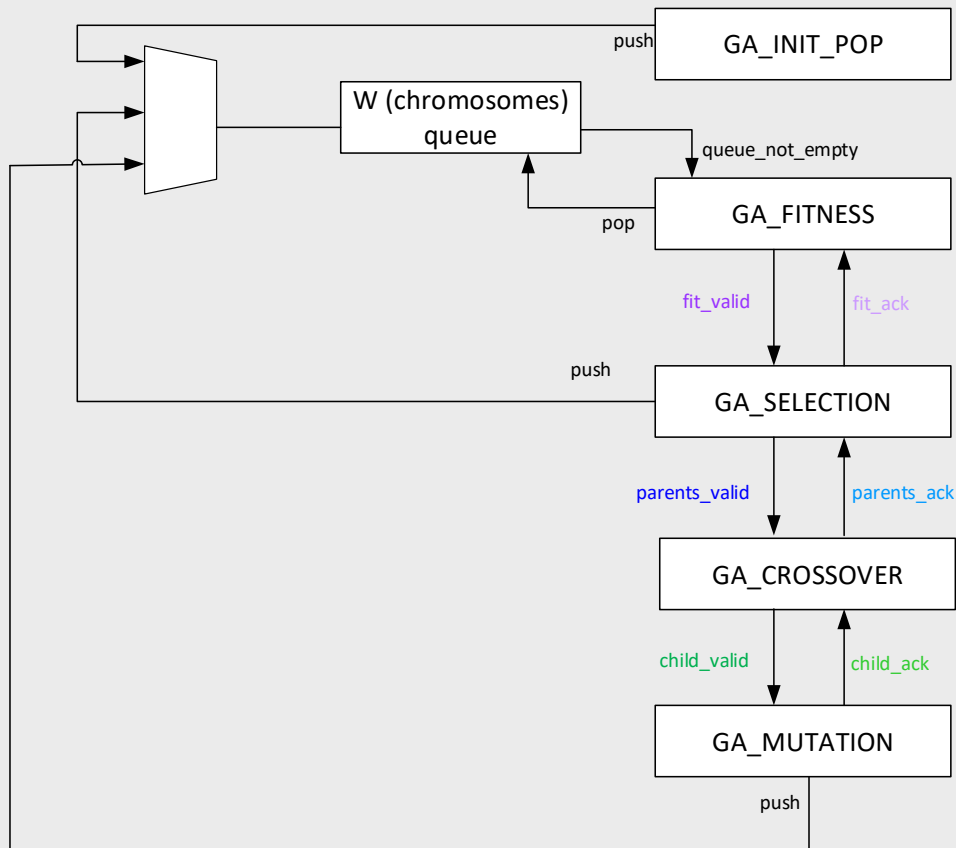 push
GA_INIT_POP
W (chromosomes)
queue
queue_not_empty
pop
GA_FITNESS
fit_valid
fit_ack
push
GA_SELECTION
parents_valid
parents_ack
GA_CROSSOVER
child_valid
child_ack
GA_MUTATION
push